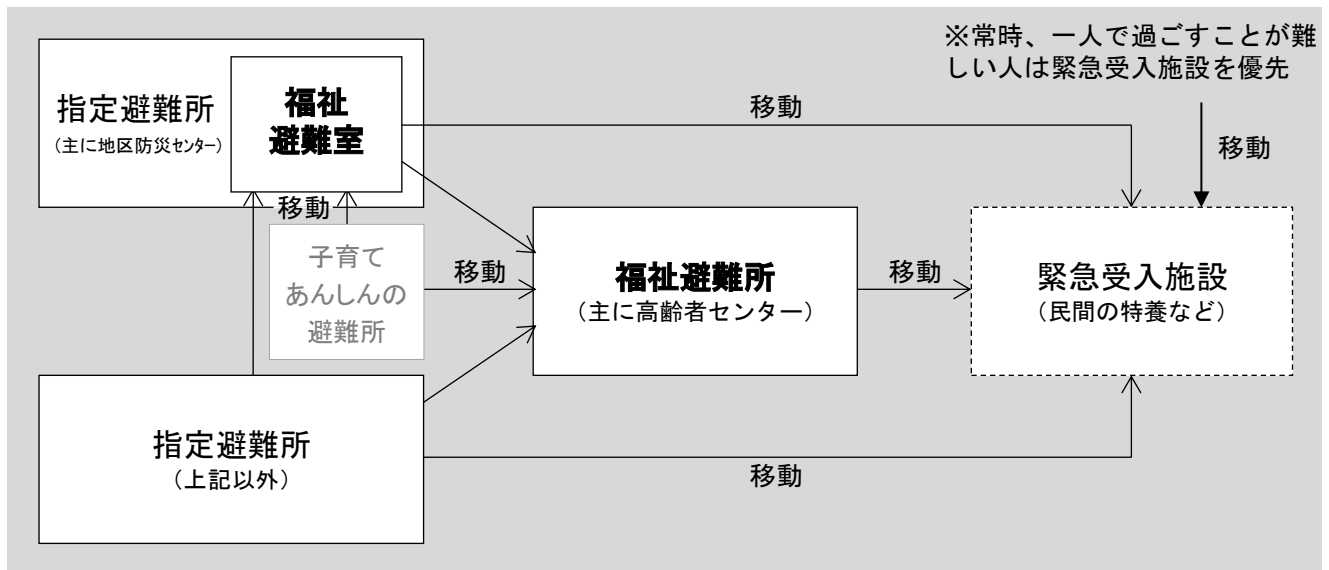 ※常時、一人で過ごすことが難
しい人は緊急受入施設を優先
指定避難所
（主に地区防災センター）
福祉
避難室
移動
移動
移動
子育て
あんしんの
避難所
移動
福祉避難所
（主に高齢者センター）
移動
緊急受入施設
（民間の特養など）
指定避難所
（上記以外）
移動